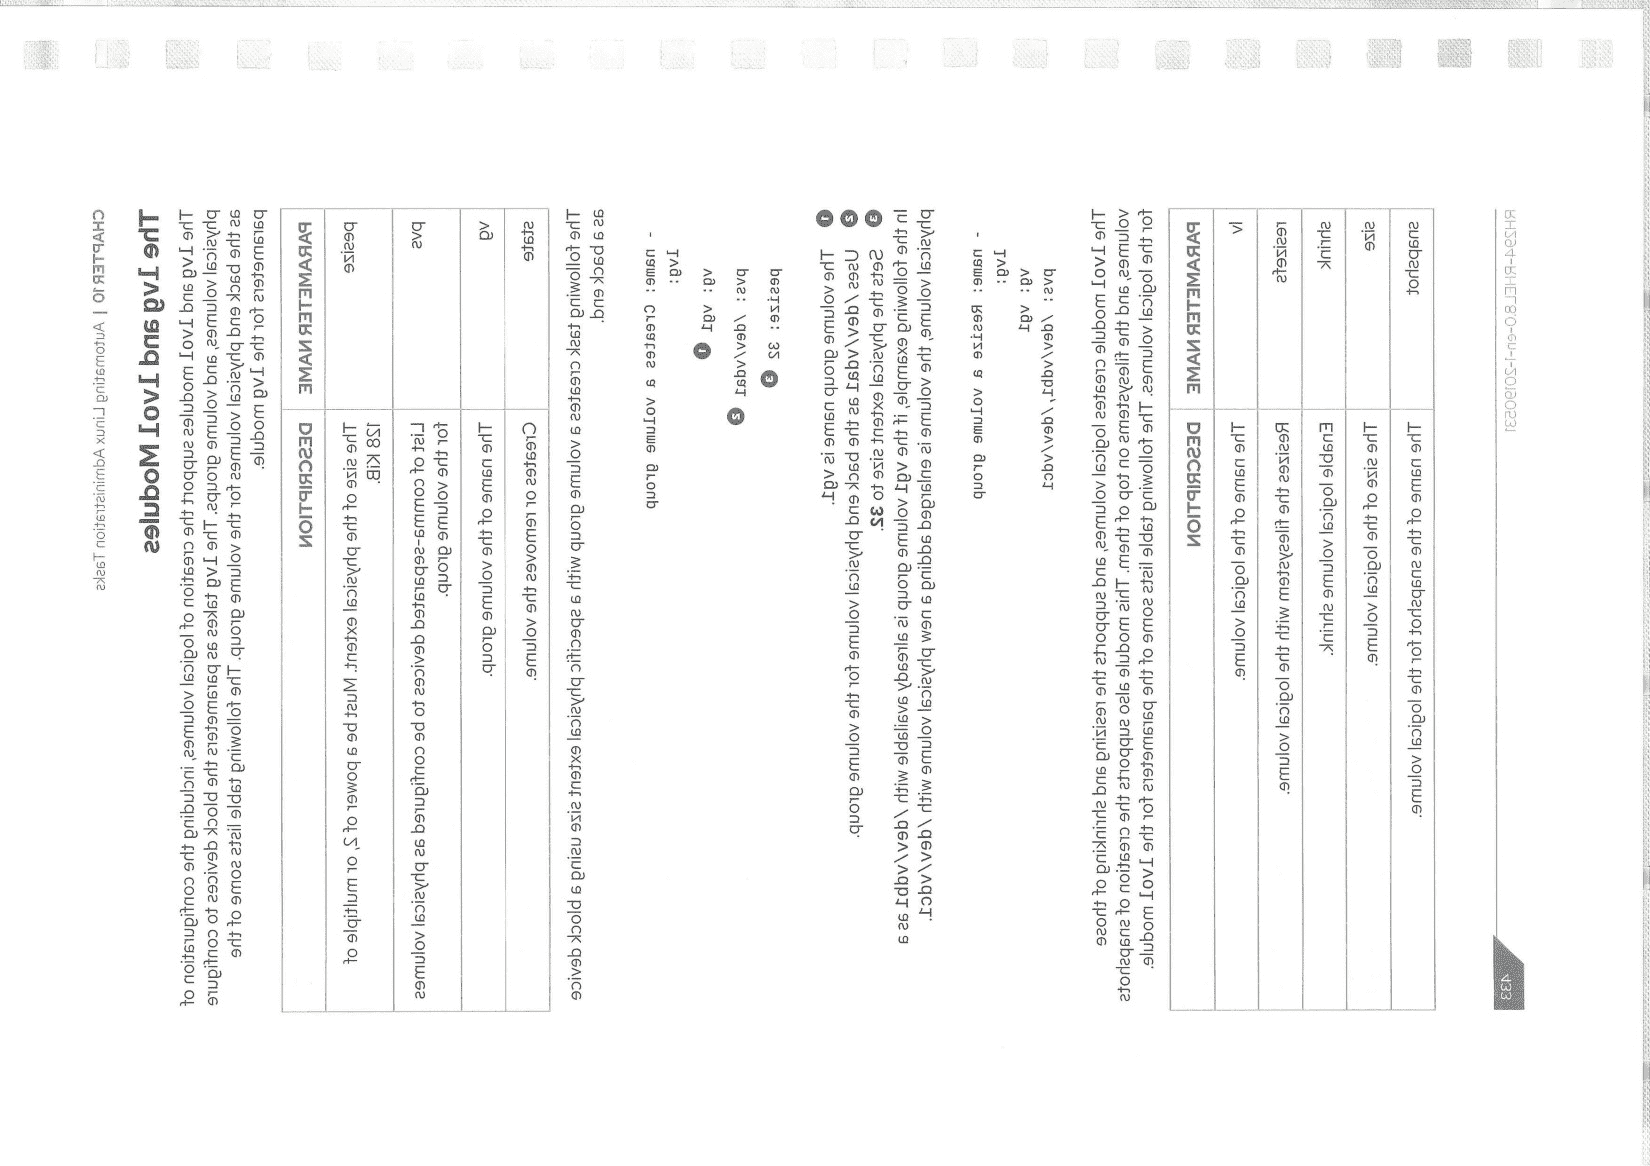 CHAPTER 10 | Automating Linux Administration Tasks
The lvg and lvol Modules
The lvg and lvol modules support the creation of logical volumes, including the configuration of
physical volumes, and volume groups. The lvg takes as parameters the block devices to configure
as the back end physical volumes for the volume group. The following table lists some of the
parameters for the lvg module.
PARAMETER NAME DESCRIPTION
pesize The size of the physical extent. Must be a power of 2, or multiple of
128 KiB.
pvs List of comma-separated devices to be configured as physical volumes
for the volume group.
vg The name of the volume group.
state Creates or removes the volume.
The following task creates a volume group with a specific physical extent size using a block device
as a back end.
- name: Creates a volume group
lvg:
vg: vg1 1
pvs: /dev/vda1 2
pesize: 32 3
1 The volume group name is vg1.
2 Uses /dev/vda1 as the back end physical volume for the volume group.
3 Sets the physical extent size to 32.
In the following example, if the vg1 volume group is already available with /dev/vdb1 as a
physical volume, the volume is enlarged adding a new physical volume with /dev/vdc1.
- name: Resize a volume group
lvg:
vg: vg1
pvs: /dev/vdb1,/dev/vdc1
The lvol module creates logical volumes, and supports the resizing and shrinking of those
volumes, and the filesystems on top of them. This module also supports the creation of snapshots
for the logical volumes. The following table lists some of the parameters for the lvol module.
PARAMETER NAME DESCRIPTION
lv The name of the logical volume.
resizefs Resizes the filesystem with the logical volume.
shrink Enable logical volume shrink.
size The size of the logical volume.
snapshot The name of the snapshot for the logical volume.
RH294-RHEL8.0-en-1-20190531 433